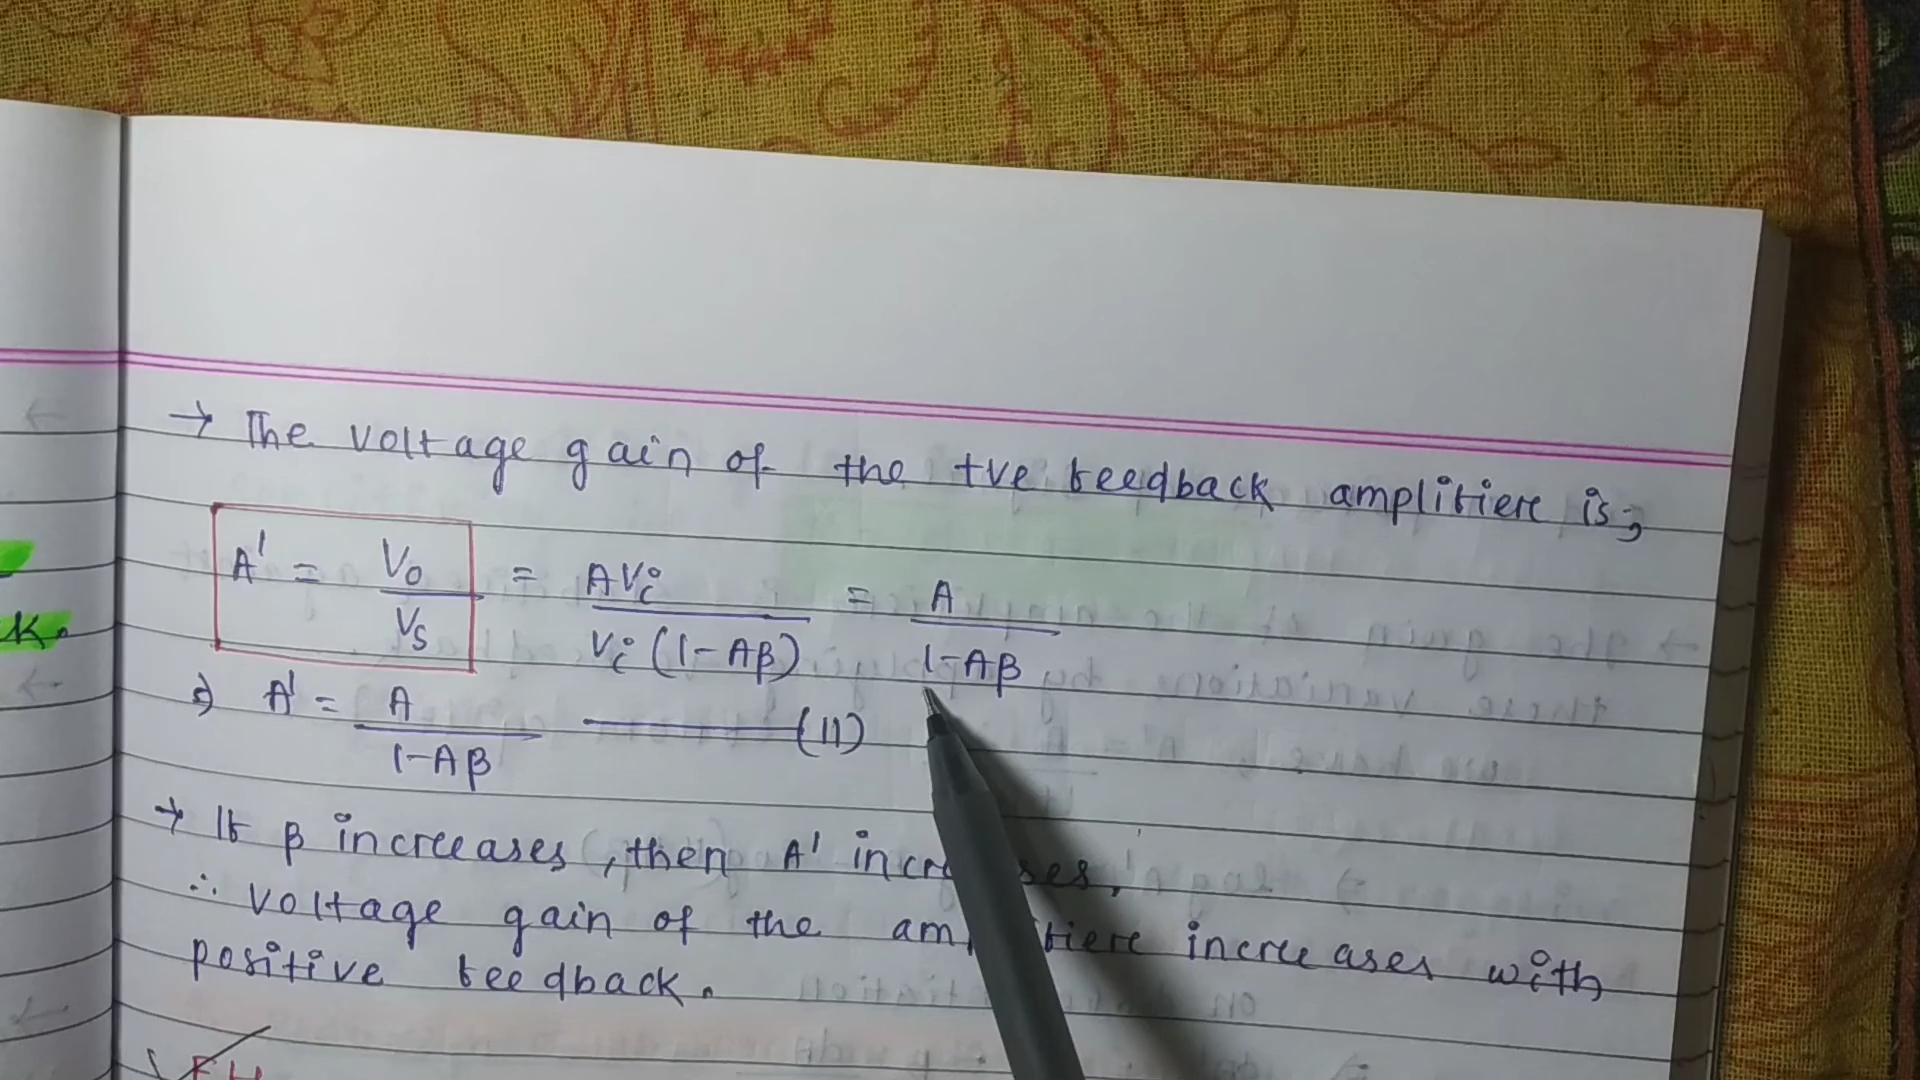 → The voltage gain of the +ve feedback amplifier is,
A' = Vo/Vs = AVi/Vi(1-Aβ) = A/1-Aβ
⇒ A' = A/1-Aβ ——— (11)
→ If β increases, then A' increases,
∴ voltage gain of the amplifier increases with
positive feedback.
K.